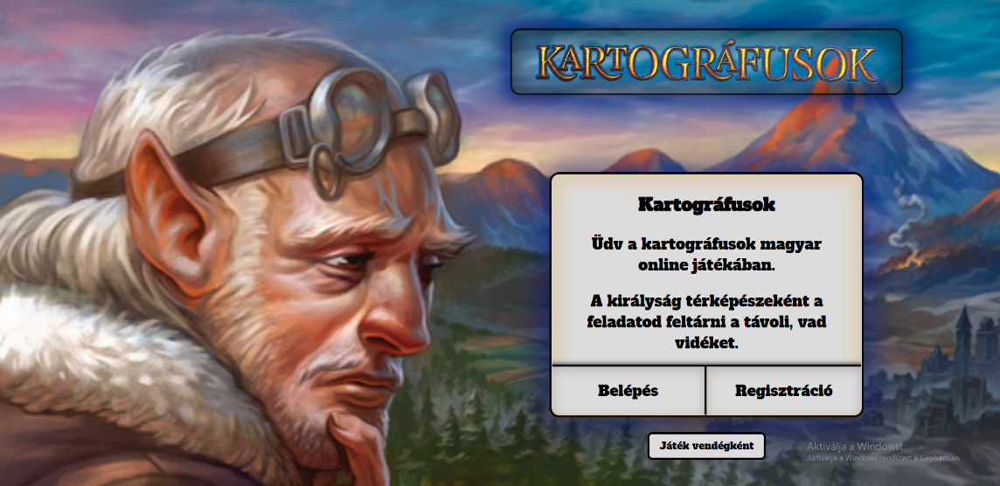 KARTOGRÁFUSOK
Kartográfusok
Üdv a kartográfusok magyar
online játékában.
A királyság térképészeként a
feladatod feltárni a távoli, vad
vidéket.
Belépés
Regisztráció
Játék vendégként
Aktiválja a Windowst
Aktiválja a Windows rendszert a Gépházban.